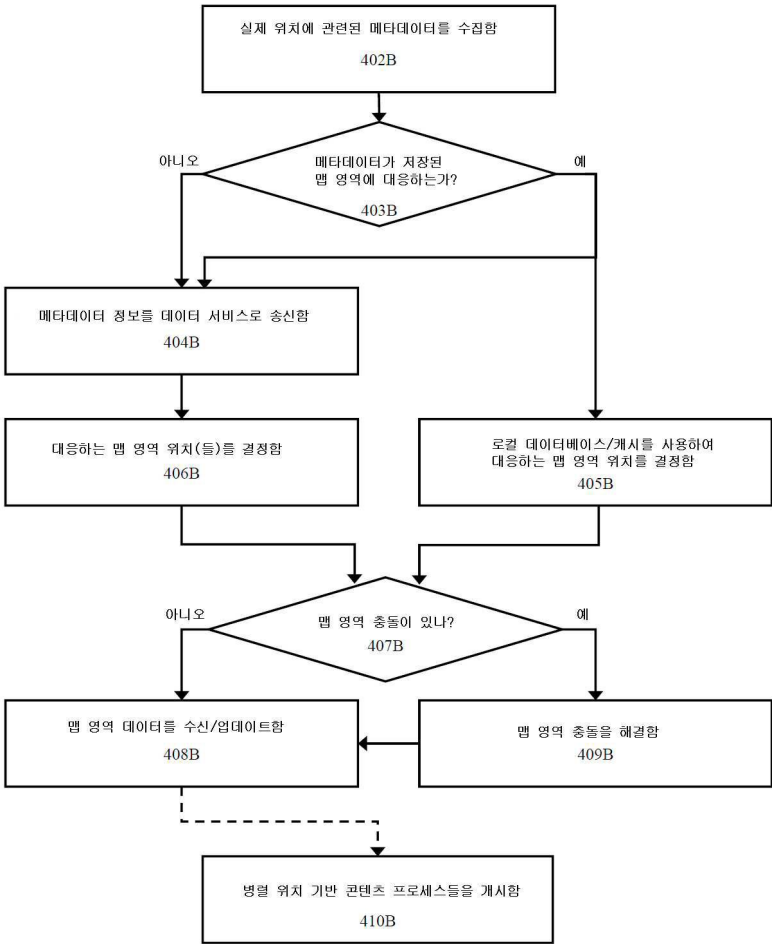 실제 위치에 관련된 메타데이터를 수집함
402B
아니오
메타데이터가 저장된
맵 영역에 대응하는가?
403B
예
메타데이터 정보를 데이터 서비스로 송신함
404B
대응하는 맵 영역 위치(들)를 결정함
406B
로컬 데이터베이스/캐시를 사용하여
대응하는 맵 영역 위치를 결정함
405B
아니오
맵 영역 충돌이 있나?
407B
예
맵 영역 데이터를 수신/업데이트함
408B
맵 영역 충돌을 해결함
409B
병렬 위치 기반 콘텐츠 프로세스들을 개시함
410B